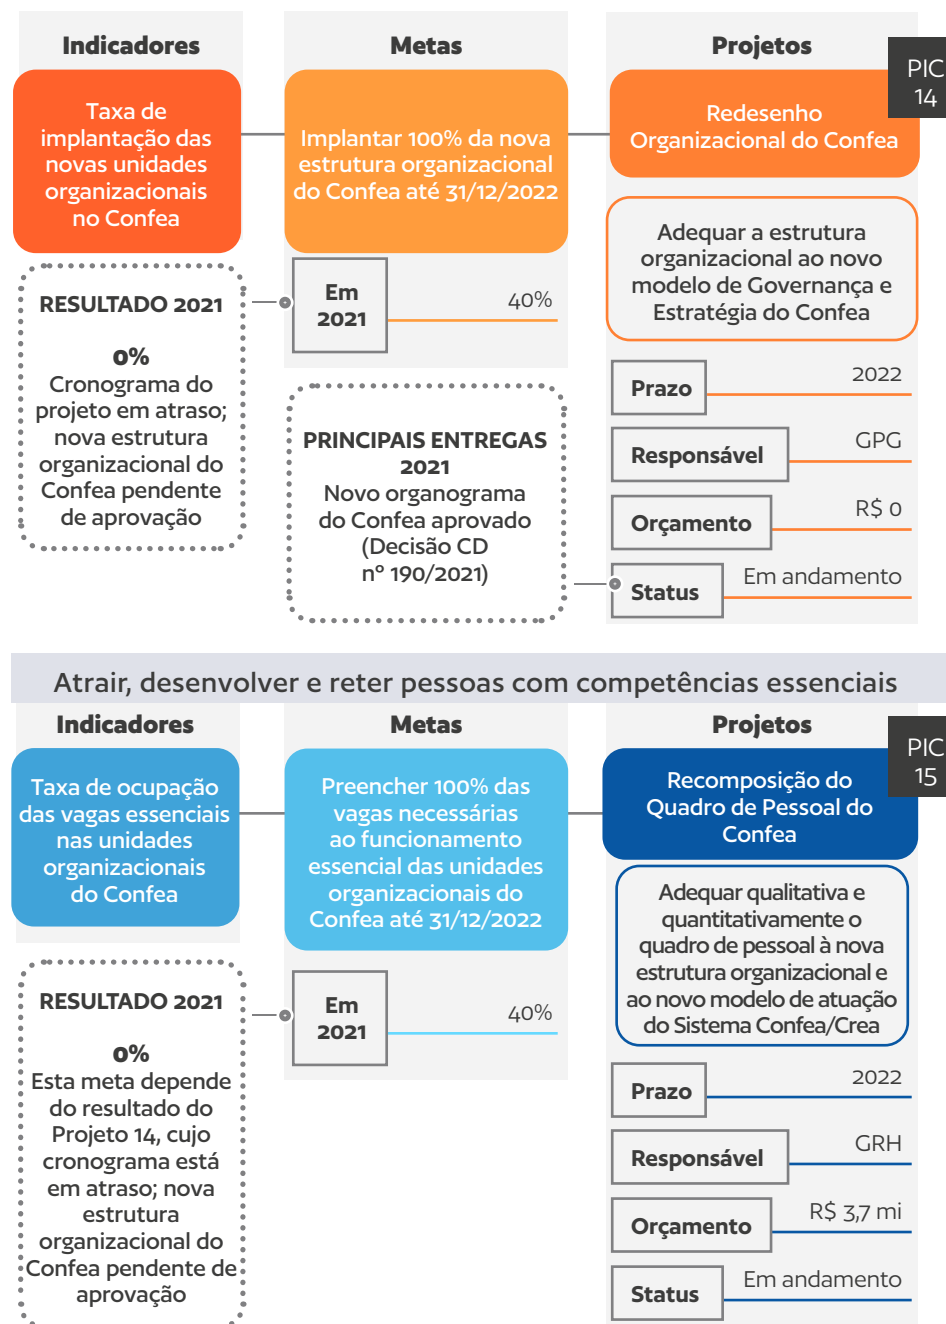 Indicadores
Metas
Projetos
PIC
14
Taxa de
implantação das
novas unidades
organizacionais
no Confea
Implantar 100% da nova
estrutura organizacional
do Confea até 31/12/2022
Redesenho
Organizacional do Confea
RESULTADO 2021
0%
Cronograma do
projeto em atraso;
nova estrutura
organizacional do
Confea pendente
de aprovação
Em
2021
40%
PRINCIPAIS ENTREGAS
2021
Novo organograma
do Confea aprovado
(Decisão CD
nº 190/2021)
Adequar a estrutura
organizacional ao novo
modelo de Governança e
Estratégia do Confea
Prazo
2022
Responsável
GPG
Orçamento
R$ 0
Status
Em andamento
Atrair, desenvolver e reter pessoas com competências essenciais
Indicadores
Metas
Projetos
PIC
15
Taxa de ocupação
das vagas essenciais
nas unidades
organizacionais
do Confea
Preencher 100% das
vagas necessárias
ao funcionamento
essencial das unidades
organizacionais do
Confea até 31/12/2022
Recomposição do
Quadro de Pessoal do
Confea
RESULTADO 2021
0%
Esta meta depende
do resultado do
Projeto 14, cujo
cronograma está
em atraso; nova
estrutura
organizacional do
Confea pendente de
aprovação
Em
2021
40%
Adequar qualitativa e
quantitativamente o
quadro de pessoal à nova
estrutura organizacional e
ao novo modelo de atuação
do Sistema Confea/Crea
Prazo
2022
Responsável
GRH
Orçamento
R$ 3,7 mi
Status
Em andamento